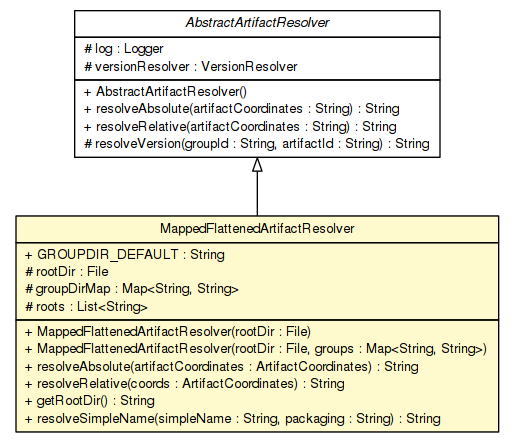 AbstractArtifactResolver
# log : Logger
# versionResolver : VersionResolver
+ AbstractArtifactResolver()
+ resolveAbsolute(artifactCoordinates : String) : String
+ resolveRelative(artifactCoordinates : String) : String
# resolveVersion(groupId : String, artifactId : String) : String
MappedFlattenedArtifactResolver
+ GROUPDIR_DEFAULT : String
# rootDir : File
# groupDirMap : Map<String, String>
# roots : List<String>
+ MappedFlattenedArtifactResolver(rootDir : File)
+ MappedFlattenedArtifactResolver(rootDir : File, groups : Map<String, String>)
+ resolveAbsolute(artifactCoordinates : ArtifactCoordinates) : String
+ resolveRelative(coords : ArtifactCoordinates) : String
+ getRootDir() : String
+ resolveSimpleName(simpleName : String, packaging : String) : String